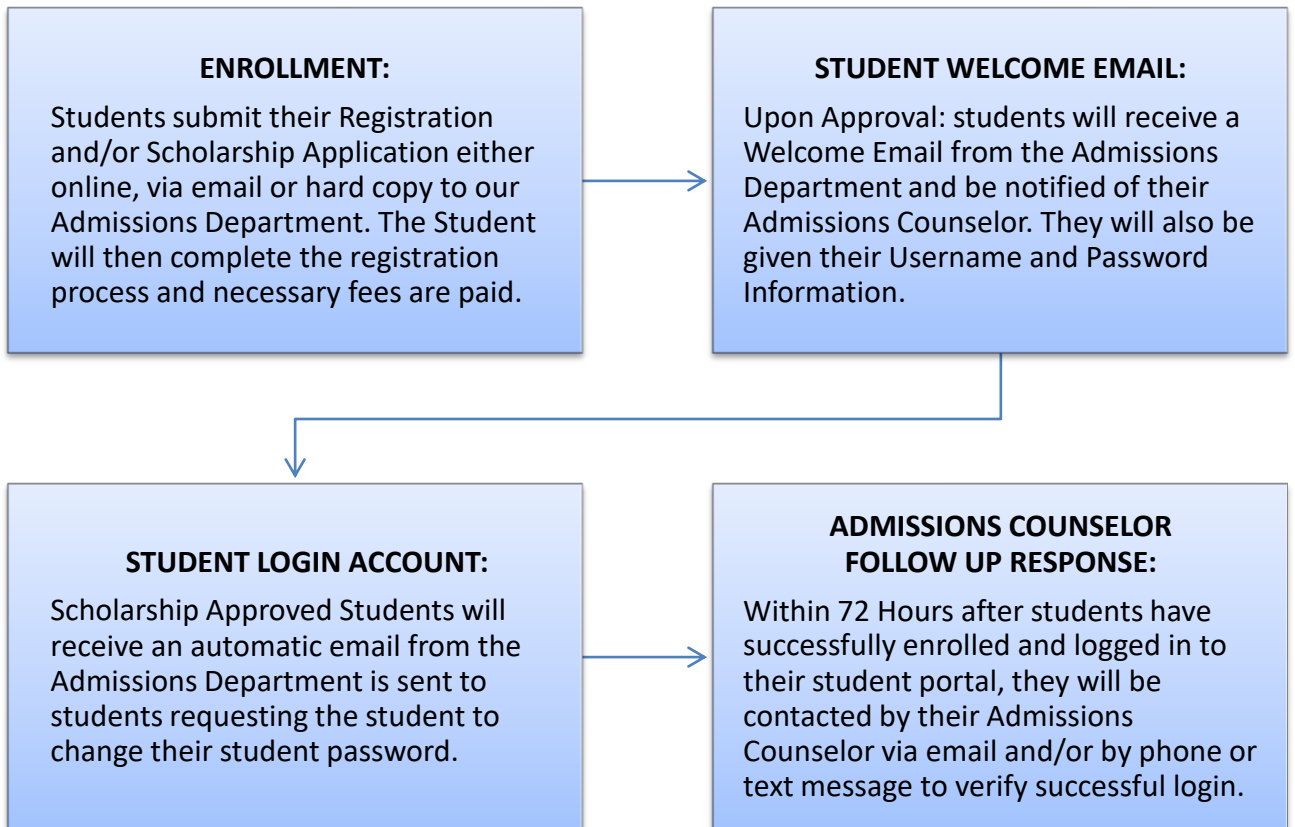 ENROLLMENT:
Students submit their Registration
and/or Scholarship Application either
online, via email or hard copy to our
Admissions Department. The Student
will then complete the registration
process and necessary fees are paid.
STUDENT WELCOME EMAIL:
Upon Approval: students will receive a
Welcome Email from the Admissions
Department and be notified of their
Admissions Counselor. They will also be
given their Username and Password
Information.
STUDENT LOGIN ACCOUNT:
Scholarship Approved Students will
receive an automatic email from the
Admissions Department is sent to
students requesting the student to
change their student password.
ADMISSIONS COUNSELOR
FOLLOW UP RESPONSE:
Within 72 Hours after students have
successfully enrolled and logged in to
their student portal, they will be
contacted by their Admissions
Counselor via email and/or by phone or
text message to verify successful login.